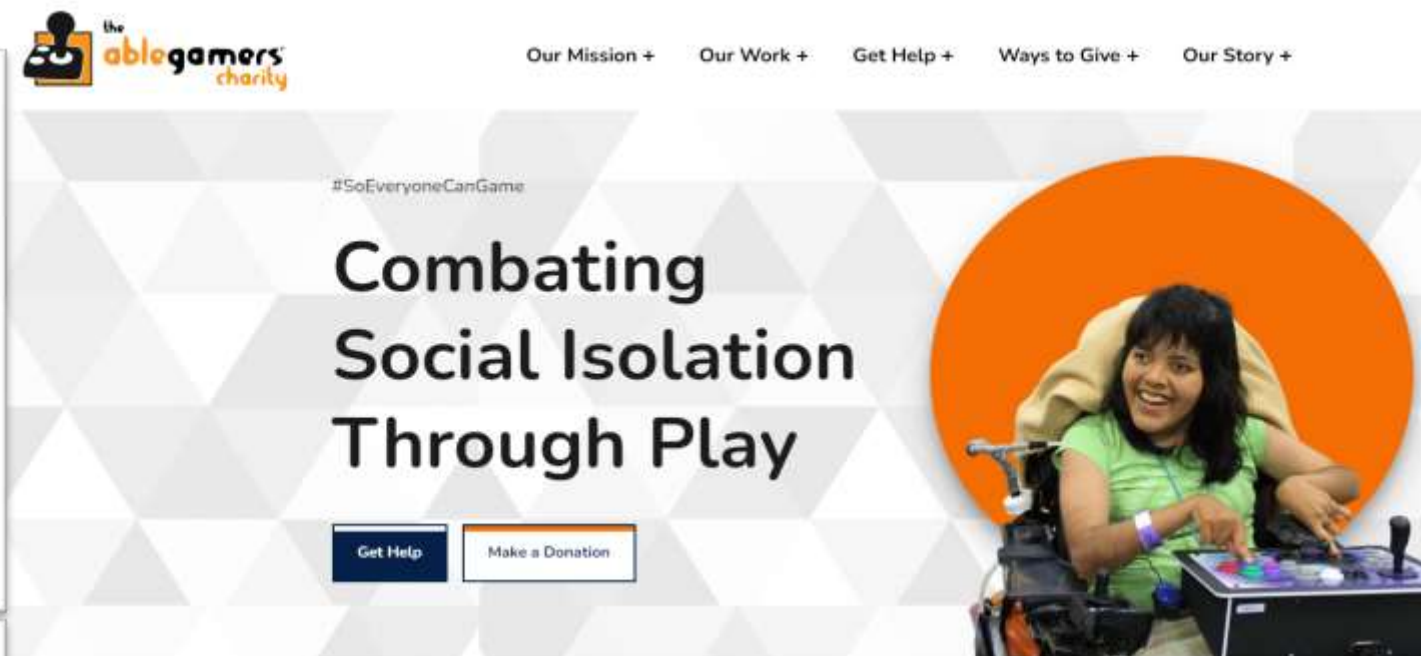 the
ablegamers
charity
Our Mission +
Our Work +
Get Help +
Ways to Give +
Our Story +
#SoEveryoneCanGame
Combating
Social Isolation
Through Play
Get Help
Make a Donation